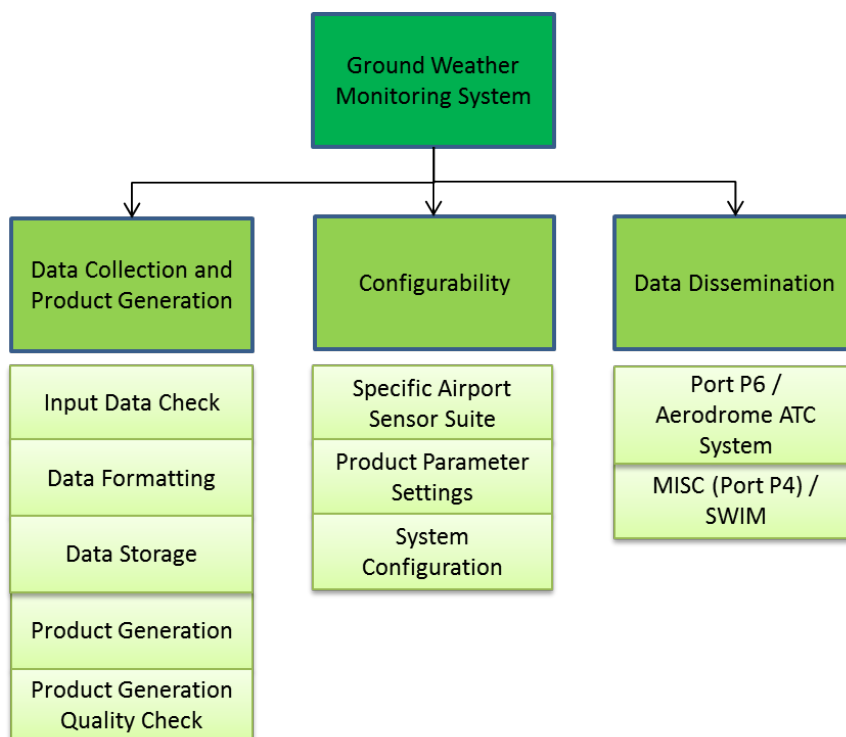 Ground Weather
Monitoring System
Data Collection and
Product Generation
Configurability
Data Dissemination
Input Data Check
Data Formatting
Data Storage
Product Generation
Product Generation
Quality Check
Specific Airport
Sensor Suite
Product Parameter
Settings
System
Configuration
Port P6 /
Aerodrome ATC
System
MISC (Port P4) /
SWIM